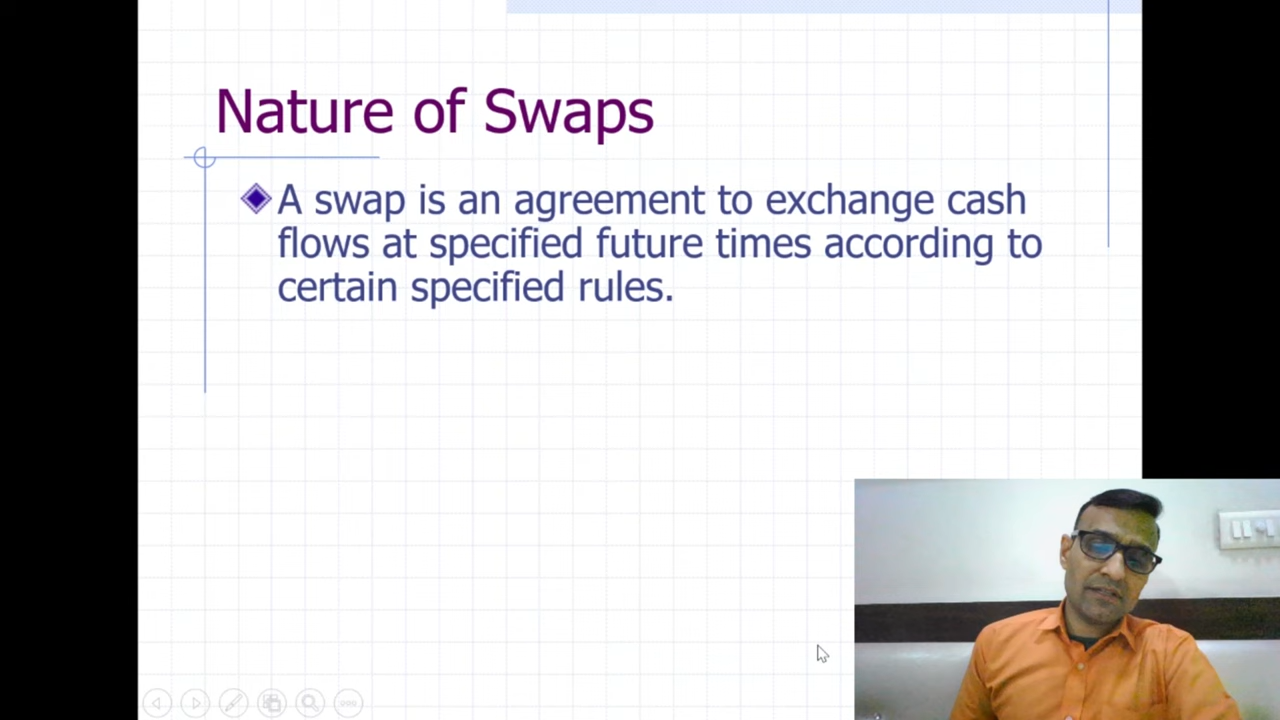 Nature of Swaps
A swap is an agreement to exchange cash
flows at specified future times according to
certain specified rules.